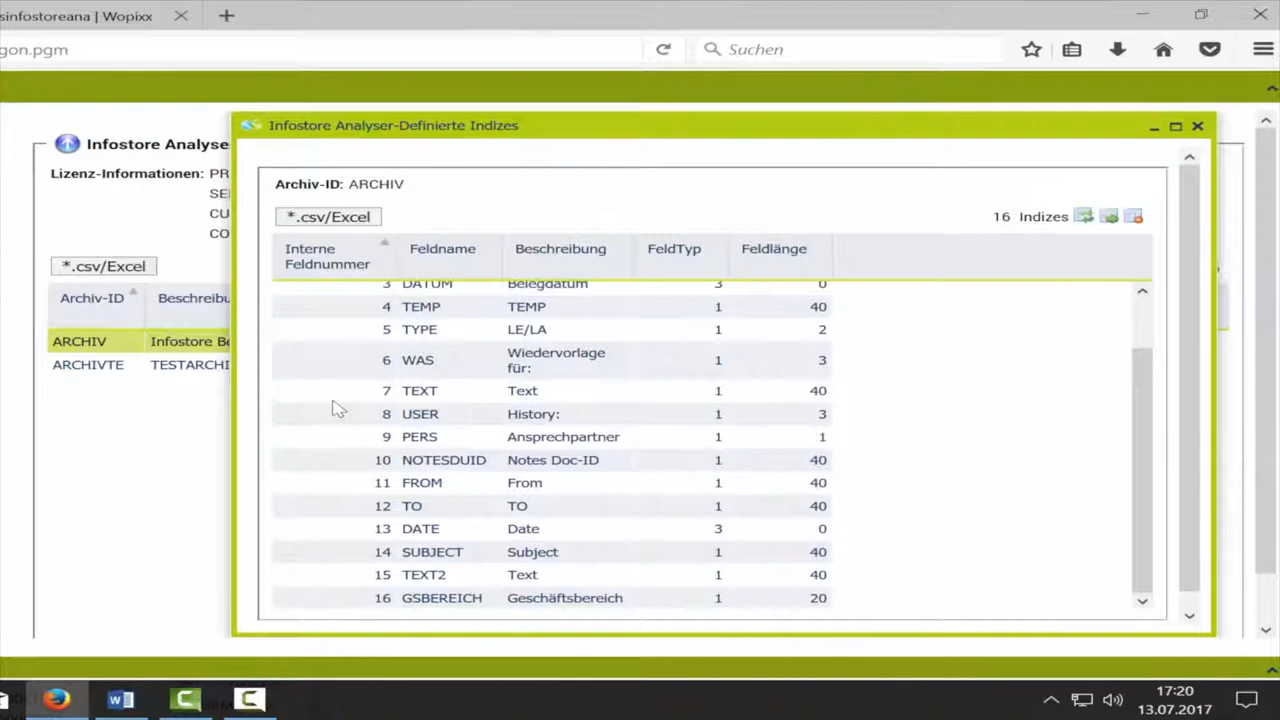 sinfostoreana | Wopixx
gon.pgm
Suchen
Infostore Analyse
Lizenz-Informationen: PR
SE
CU
CO
*.csv/Excel
Archiv-ID Beschreibu
ARCHIV Infostore Be
ARCHIVTE TESTARCHI
Infostore Analyser-Definierte Indizes
Archiv-ID: ARCHIV
*.csv/Excel
16 Indizes
Interne Feldnummer Feldname Beschreibung FeldTyp Feldlänge
3 DATUM Belegdatum 3 0
4 TEMP TEMP 1 40
5 TYPE LE/LA 1 2
6 WAS Wiedervorlage für: 1 3
7 TEXT Text 1 40
8 USER History: 1 3
9 PERS Ansprechpartner 1 1
10 NOTESDUID Notes Doc-ID 1 40
11 FROM From 1 40
12 TO TO 1 40
13 DATE Date 3 0
14 SUBJECT Subject 1 40
15 TEXT2 Text 1 40
16 GSBEREICH Geschäftsbereich 1 20
17:20
13.07.2017